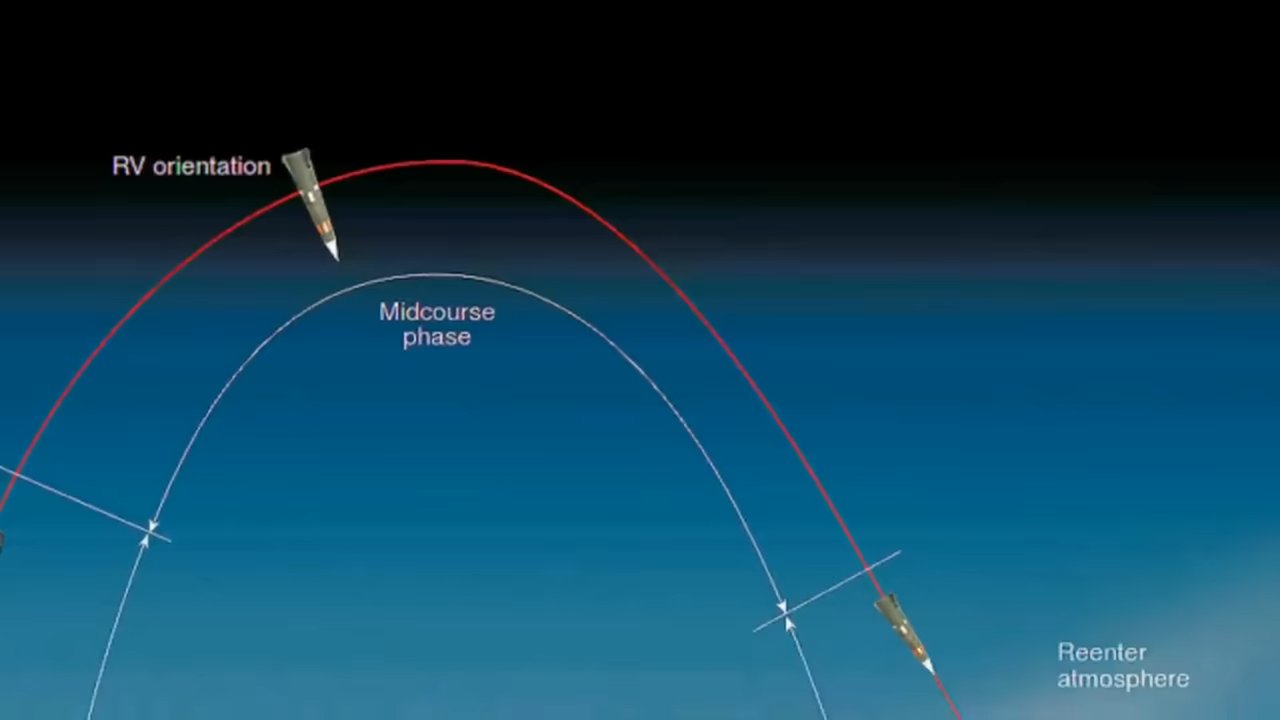 RV orientation
Midcourse
phase
Reenter
atmosphere